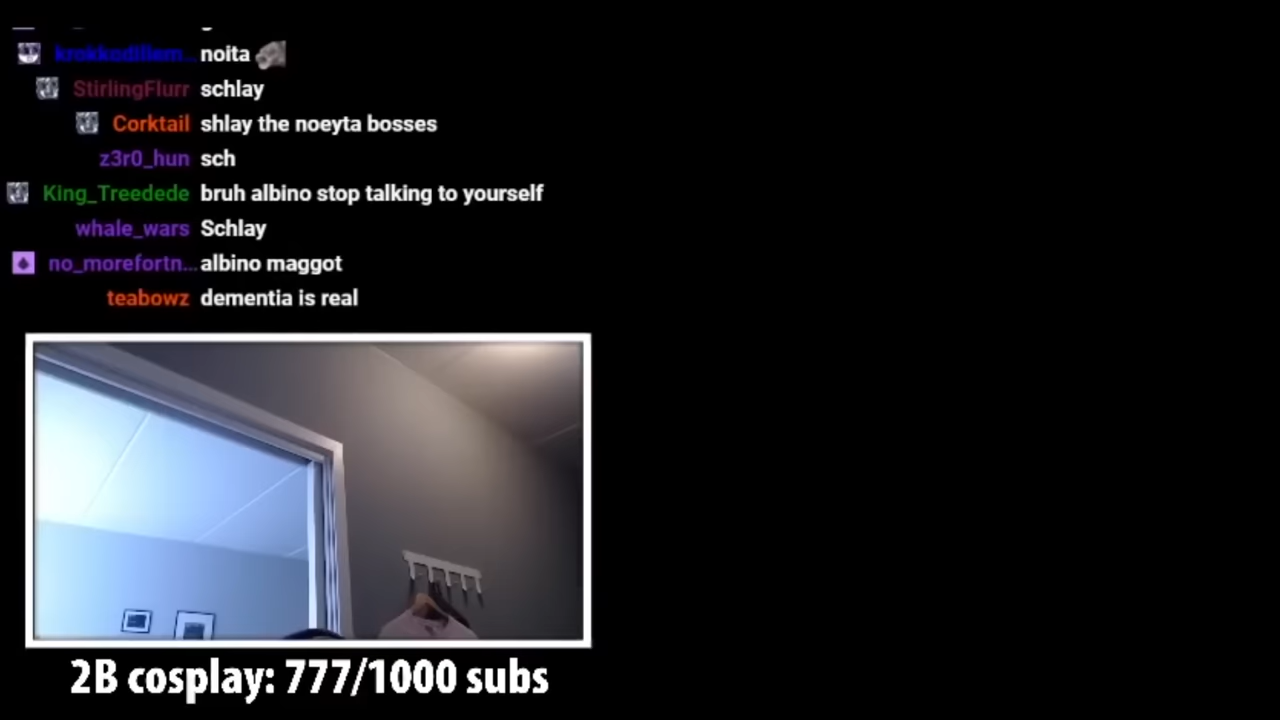 noita
StirlingFlurr schlay
Corktail shlay the noeyta bosses
z3r0_hun sch
King_Treedede bruh albino stop talking to yourself
whale_wars Schlay
no_morefortn... albino maggot
teabowz dementia is real
2B cosplay: 777/1000 subs